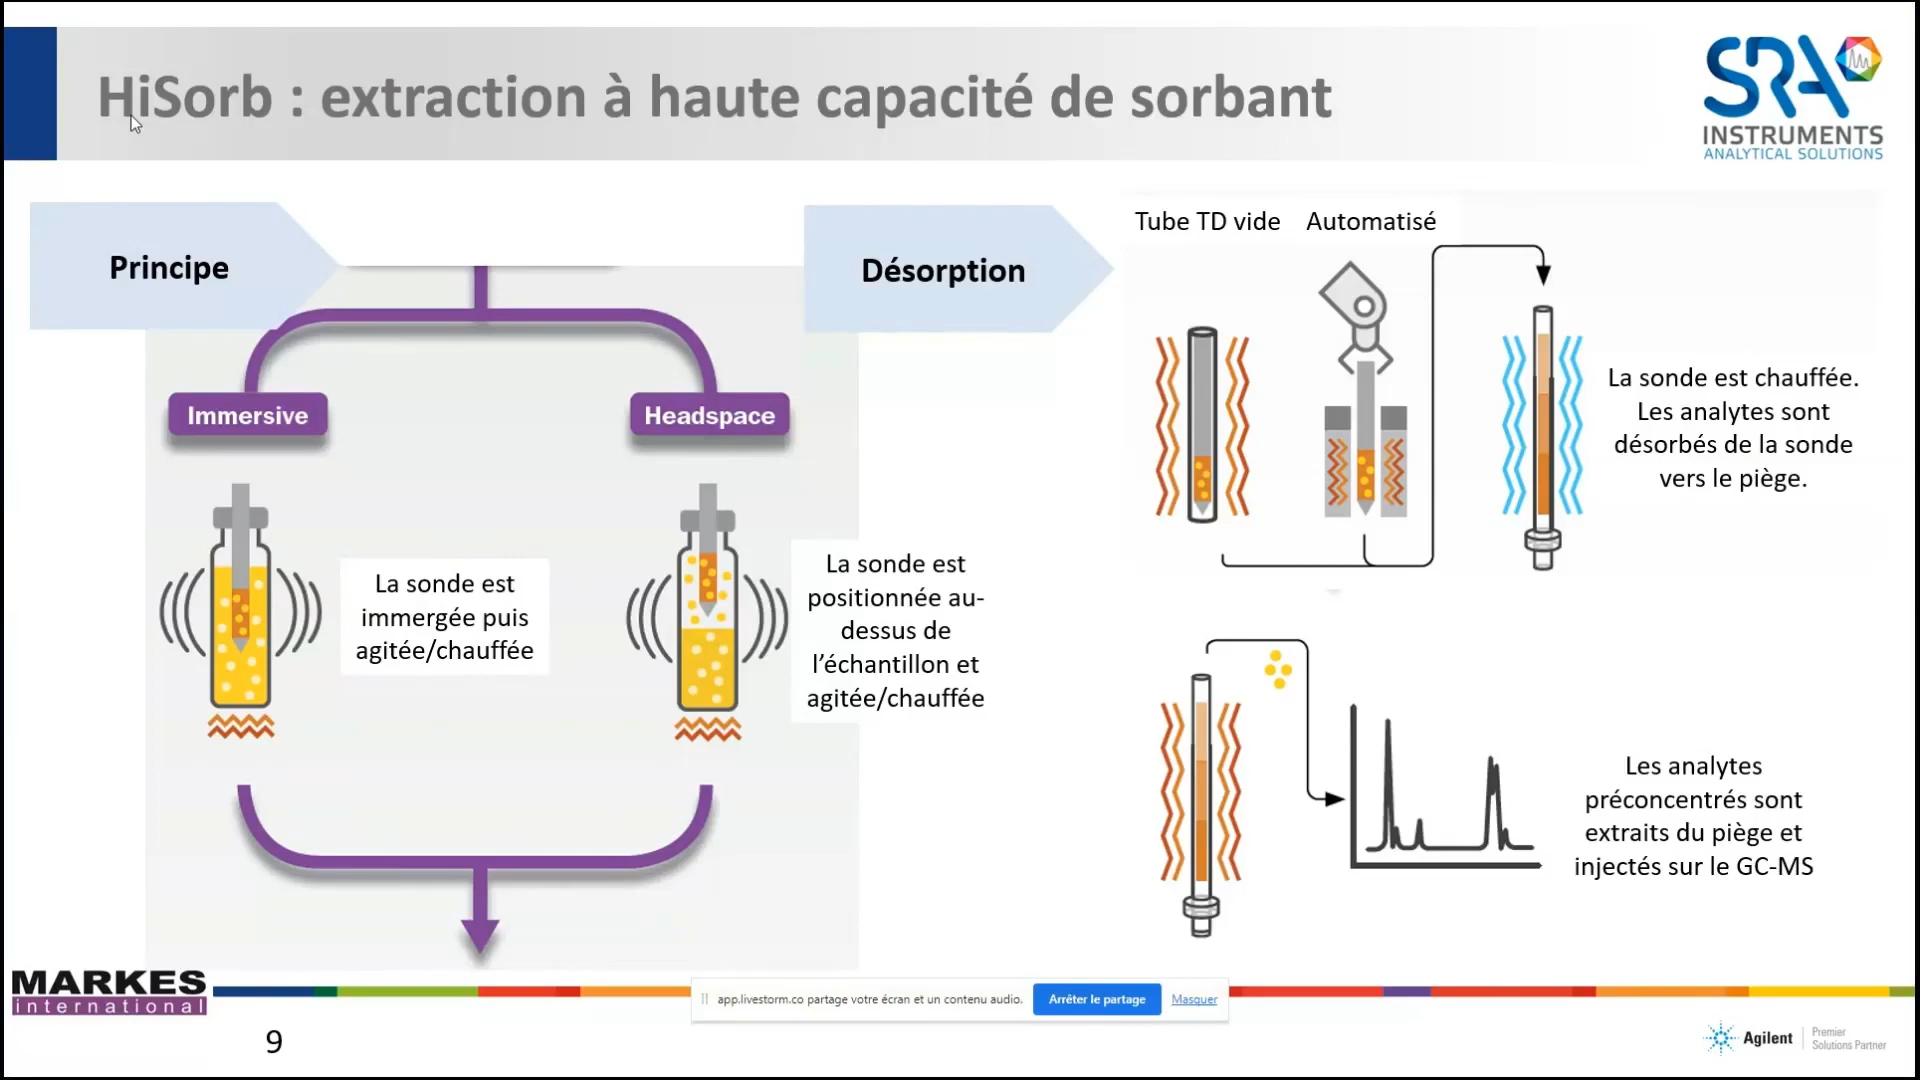 HiSorb : extraction à haute capacité de sorbant
SRA
INSTRUMENTS
ANALYTICAL SOLUTIONS
Principe
Immersive
Headspace
La sonde est
immergée puis
agitée/chauffée
La sonde est
positionnée au-
dessus de
l’échantillon et
agitée/chauffée
Désorption
Tube TD vide
Automatisé
La sonde est chauffée.
Les analytes sont
désorbés de la sonde
vers le piège.
Les analytes
préconcentrés sont
extraits du piège et
injectés sur le GC-MS
MARKES
international
app.livestorm.co partage votre écran et un contenu audio.
Arrêter le partage
Masquer
9
Agilent
Premier
Solutions Partner